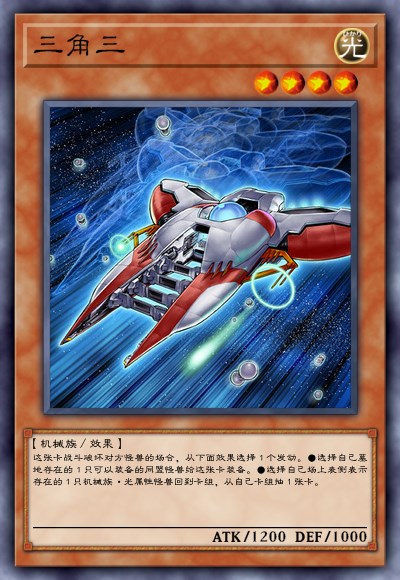 三角三
光
【机械族／效果】
这张卡战斗破坏对方怪兽的场合，从下面效果选择１个发动。●选择自己墓
地存在的１只可以装备的同盟怪兽给这张卡装备。●选择自己场上表侧表示
存在的１只机械族·光属性怪兽回到卡组，从自己卡组抽１张卡。
ATK/1200 DEF/1000